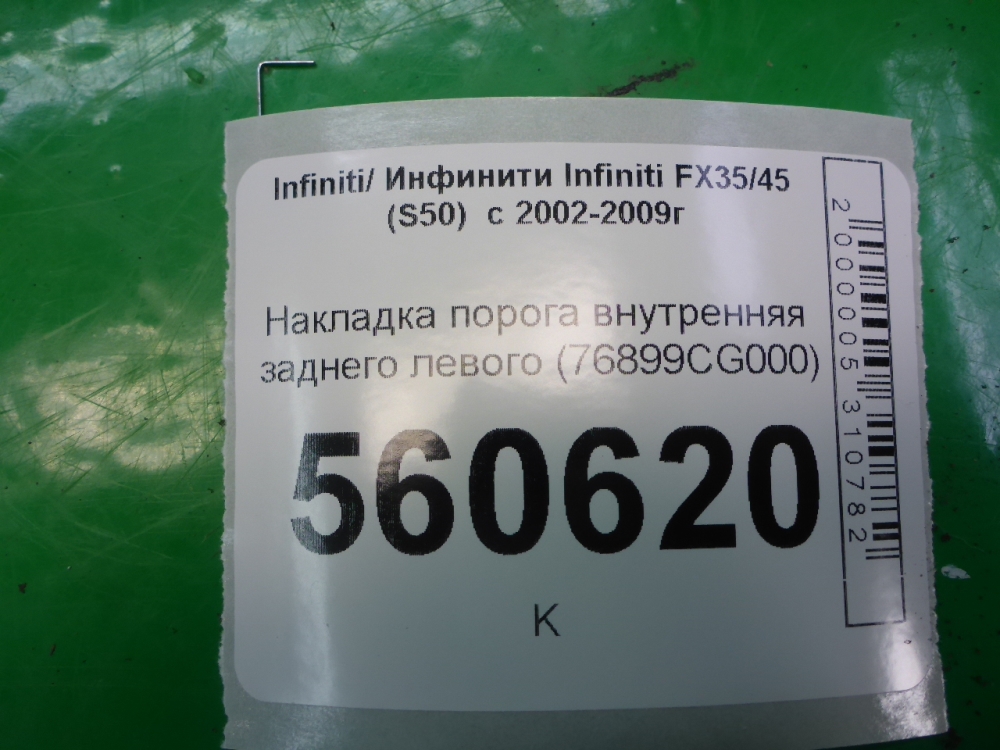 Infiniti/ Инфинити Infiniti FX35/45
(S50) с 2002-2009г
Накладка порога внутренняя
заднего левого (76899CG000)
560620
К
2000005310782